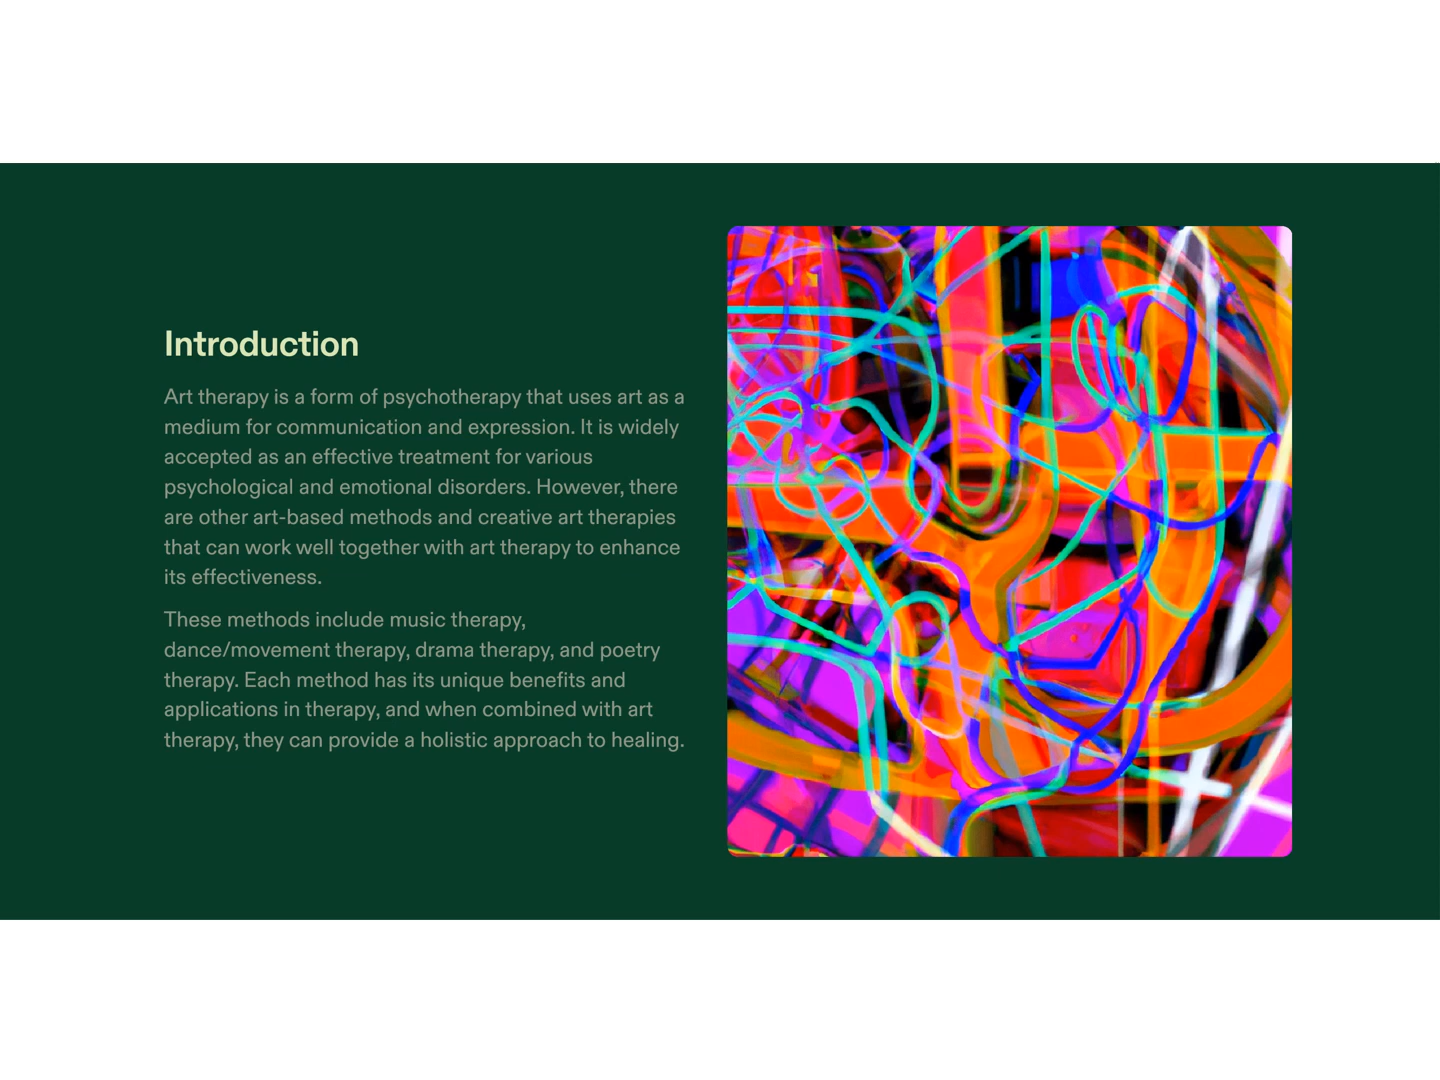 Introduction
Art therapy is a form of psychotherapy that uses art as a
medium for communication and expression. It is widely
accepted as an effective treatment for various
psychological and emotional disorders. However, there
are other art-based methods and creative art therapies
that can work well together with art therapy to enhance
its effectiveness.
These methods include music therapy,
dance/movement therapy, drama therapy, and poetry
therapy. Each method has its unique benefits and
applications in therapy, and when combined with art
therapy, they can provide a holistic approach to healing.